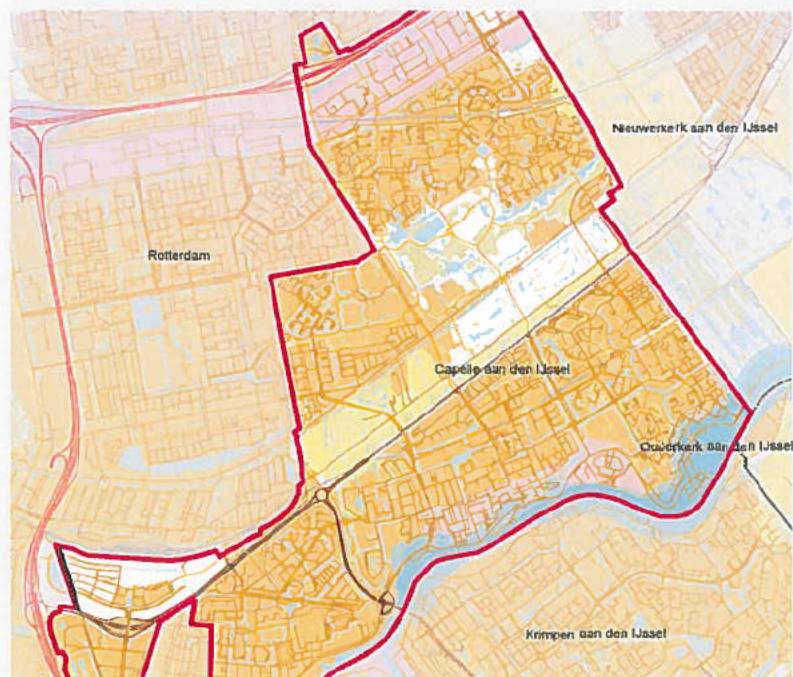 Nieuwerkerk aan den IJssel
Rotterdam
Capelle aan den IJssel
Ouderkerk aan den IJssel
Krimpen aan den IJssel